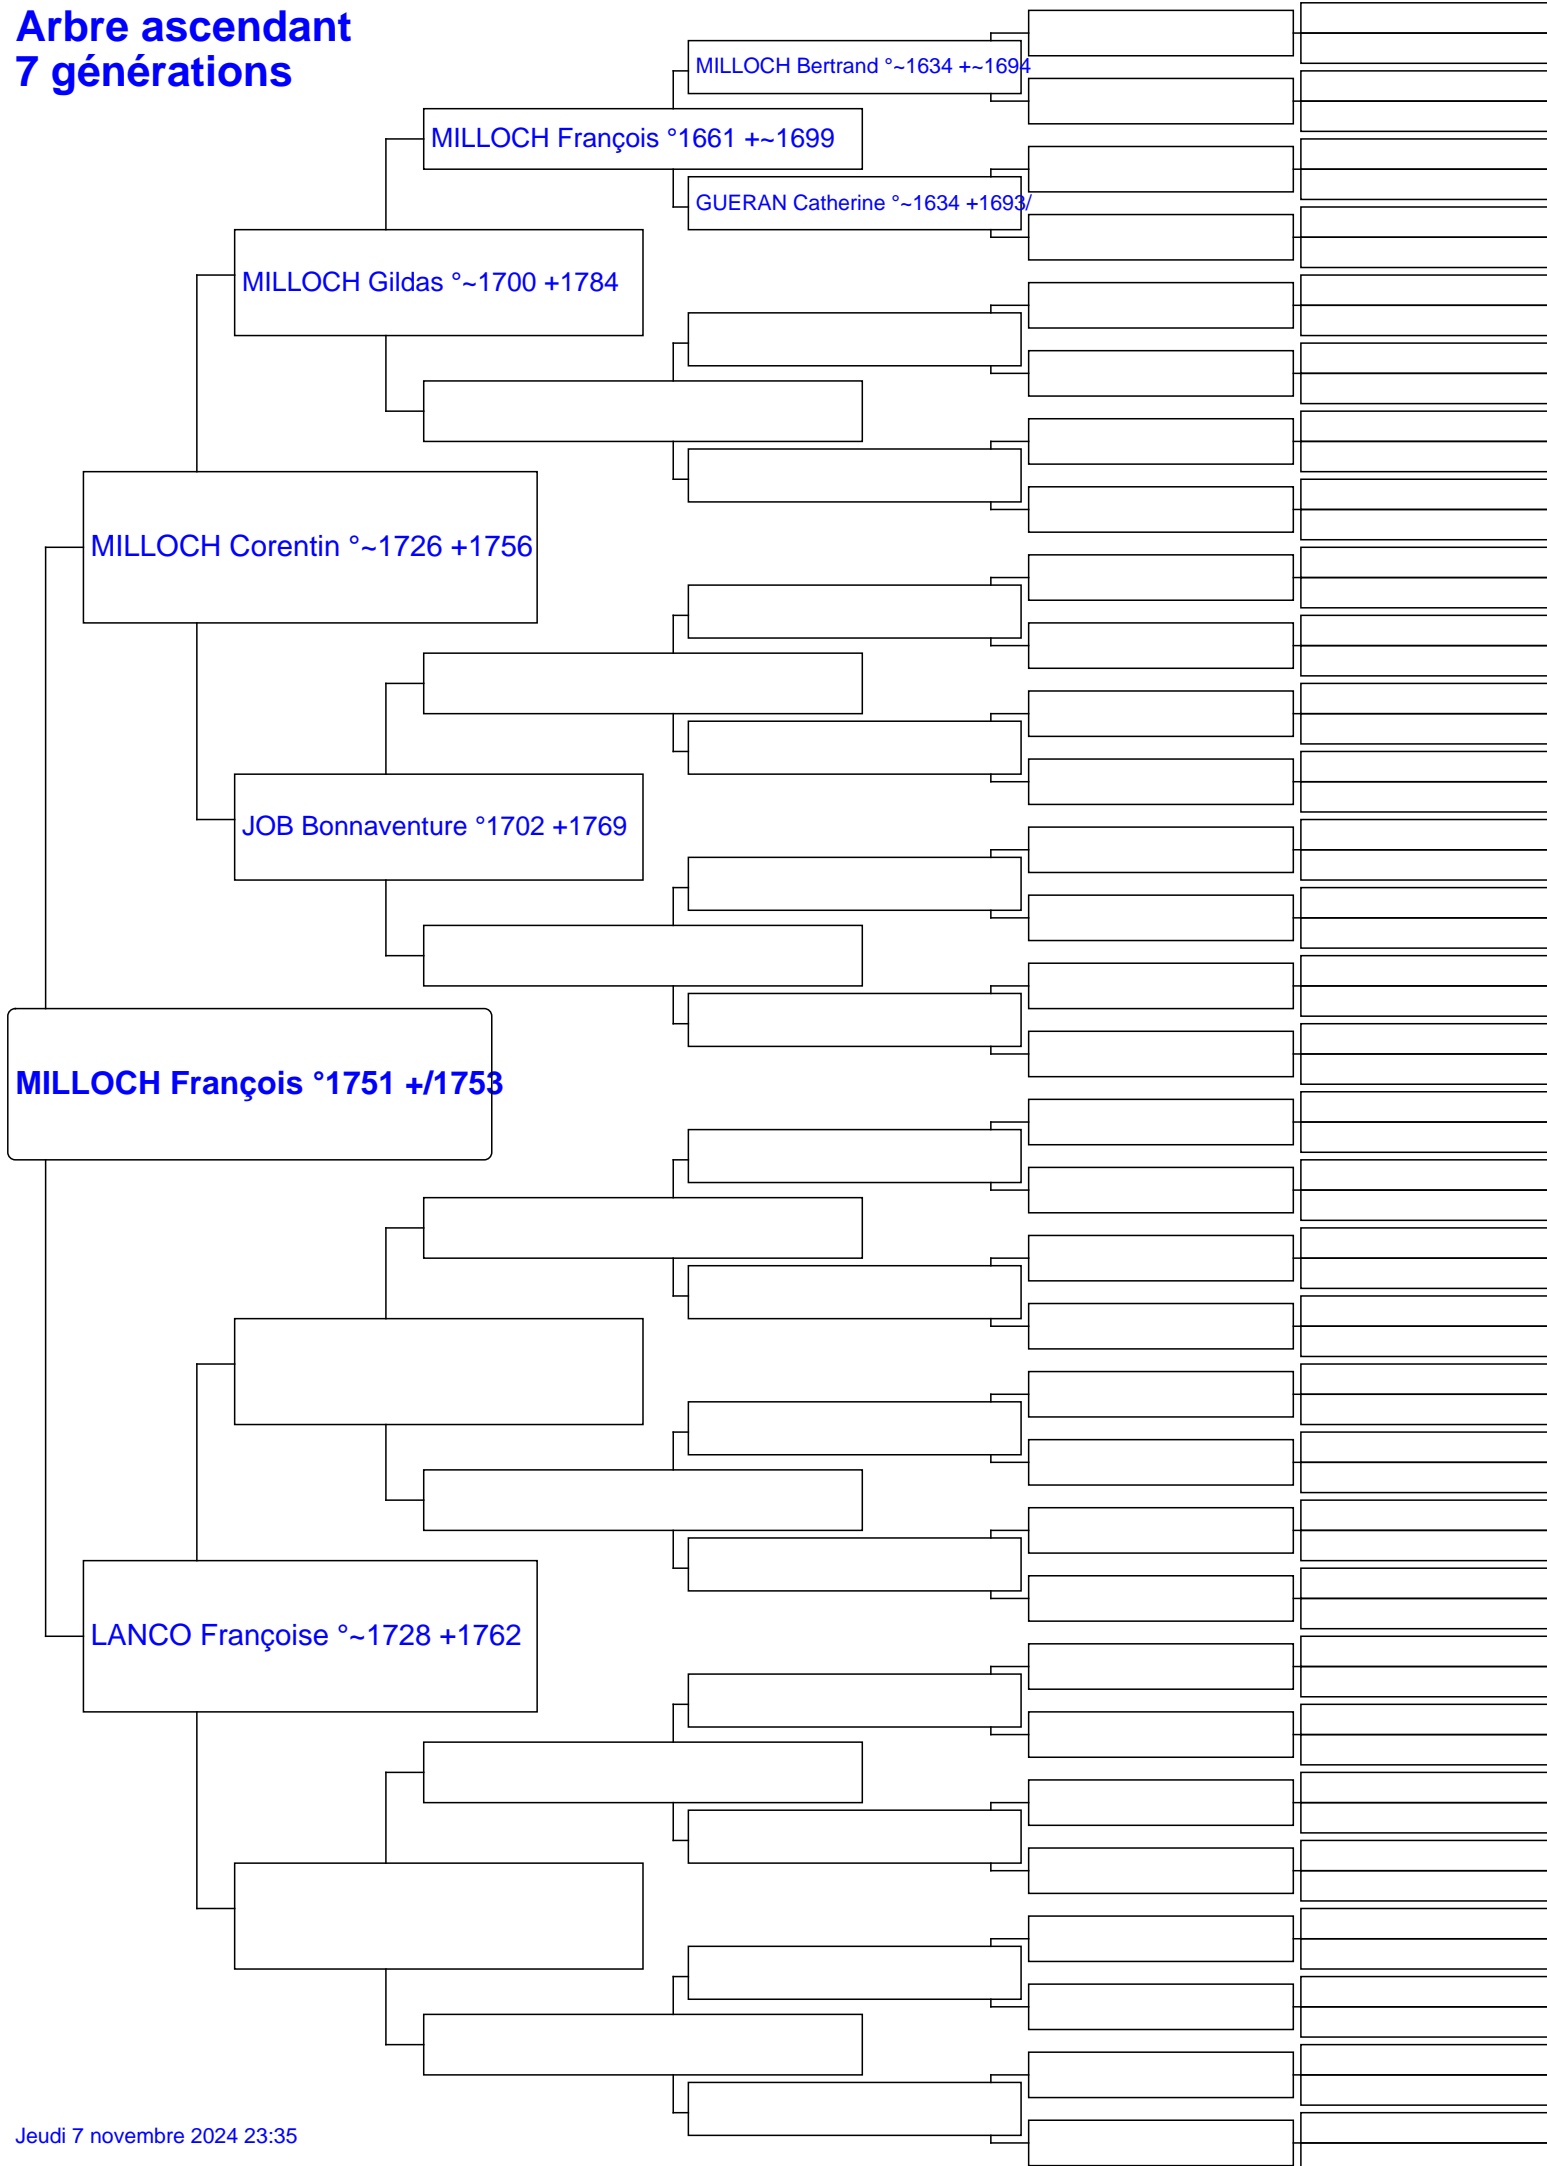 Arbre ascendant
7 générations
MILLOCH Bertrand °~1634 +~1694
MILLOCH François °1661 +~1699
GUERAN Catherine °~1634 +1693/
MILLOCH Gildas °~1700 +1784
MILLOCH Corentin °~1726 +1756
JOB Bonnaventure °1702 +1769
MILLOCH François °1751 +/1753
LANCO Françoise °~1728 +1762
Jeudi 7 novembre 2024 23:35